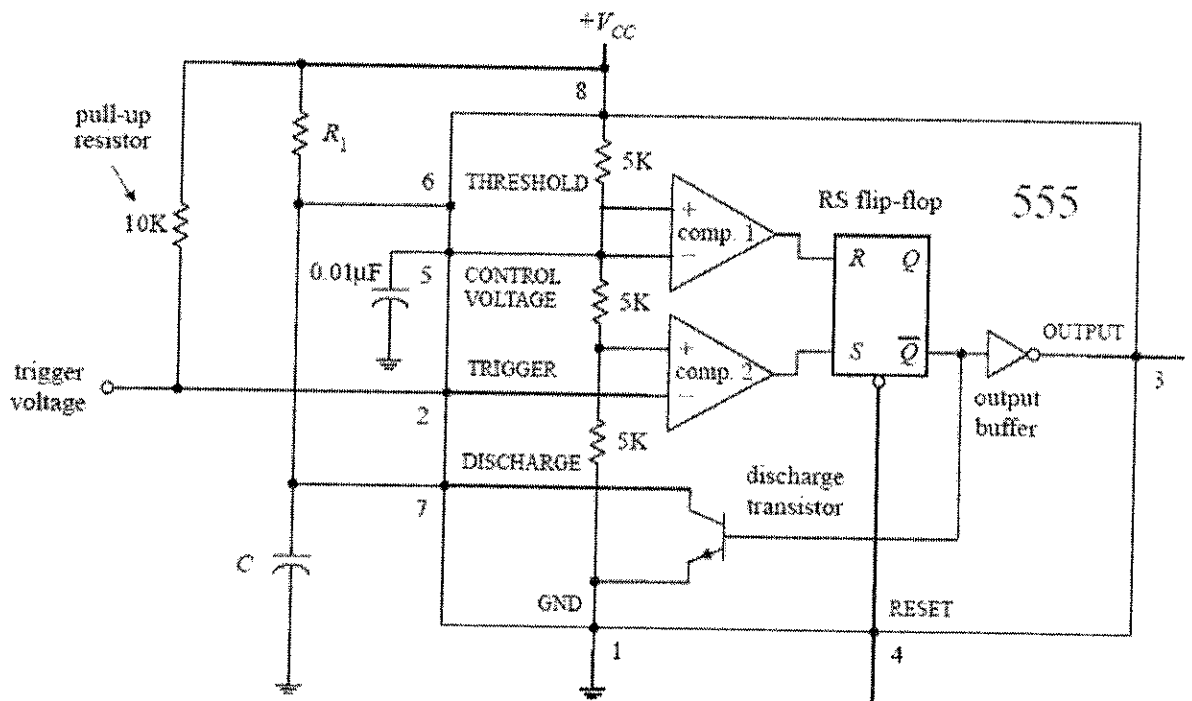 +V_CC
8
pull-up
resistor
R₁
5K
6
THRESHOLD
RS flip-flop
555
10K
+
comp. 1
−
R
Q
0.01µF
5
CONTROL
VOLTAGE
5K
S
Q̅
OUTPUT
+
comp. 2
−
trigger
voltage
TRIGGER
2
3
output
buffer
5K
DISCHARGE
7
discharge
transistor
C
GND
RESET
1
4